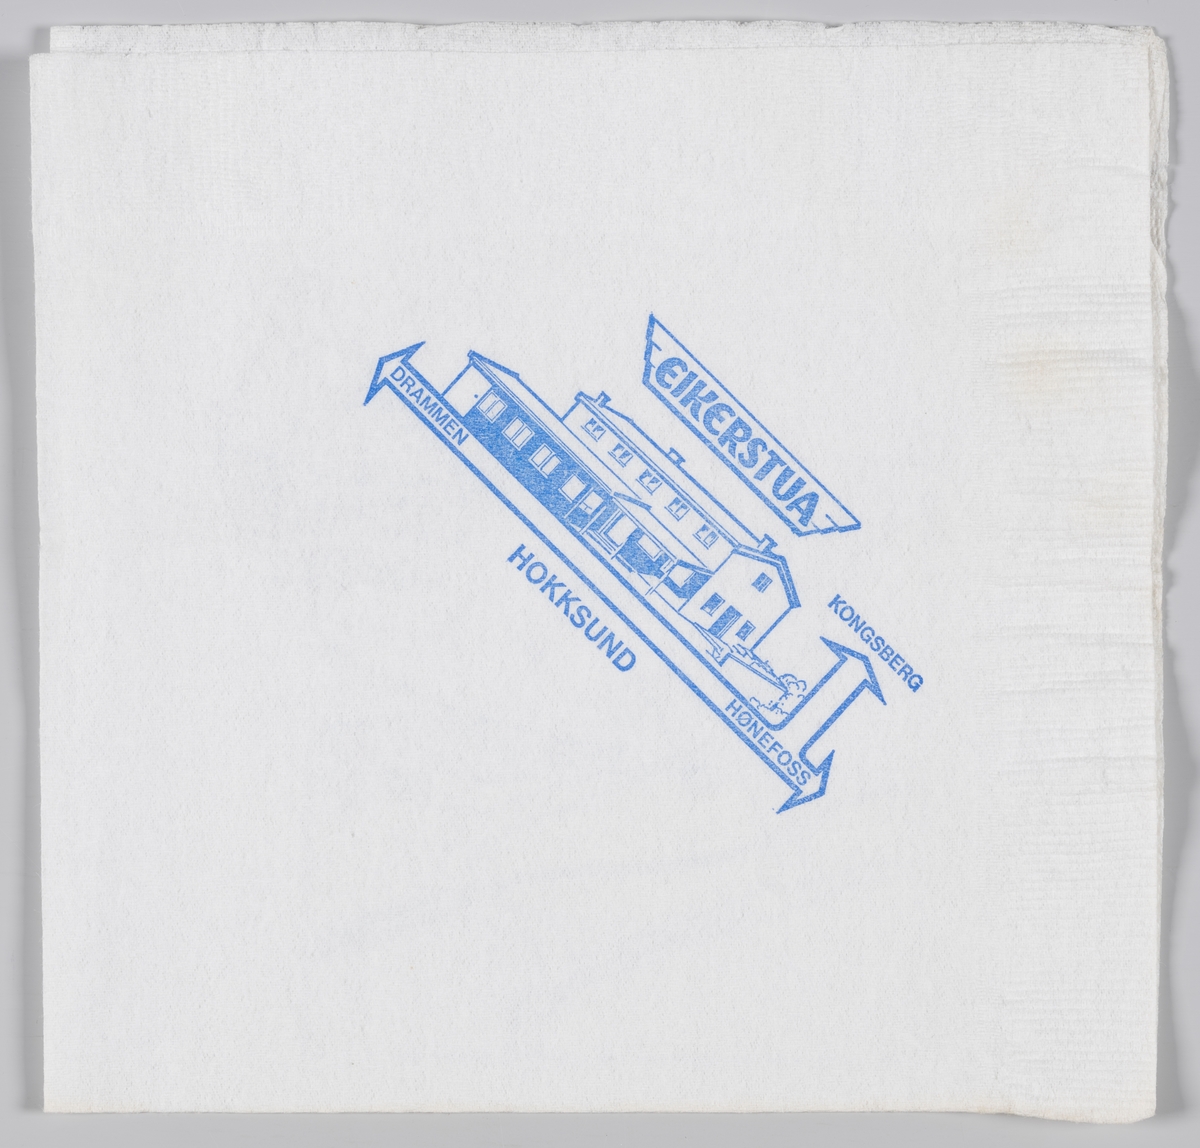 EIKERSTUA
DRAMMEN
HOKKSUND
KONGSBERG
HØNEFOSS